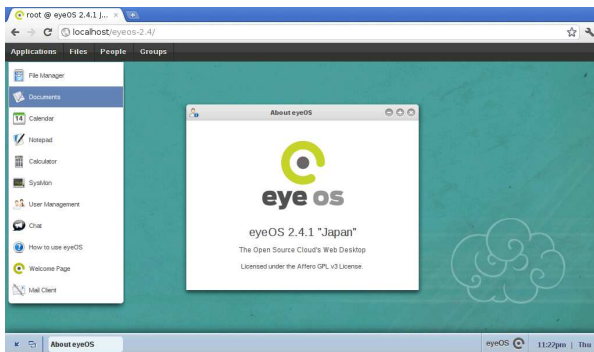 root @ eyeOS 2.4.1 j...
localhost/eyeos-2.4/
Applications Files People Groups
File Manager
Documents
14 Calendar
Notepad
Calculator
SysMon
User Management
Chat
How to use eyeOS
Welcome Page
Mail Client
About eyeOS
eye os
eyeOS 2.4.1 "Japan"
The Open Source Cloud's Web Desktop
Licensed under the Affero GPL v3 License.
About eyeOS
eyeOS 11:22pm | Thu